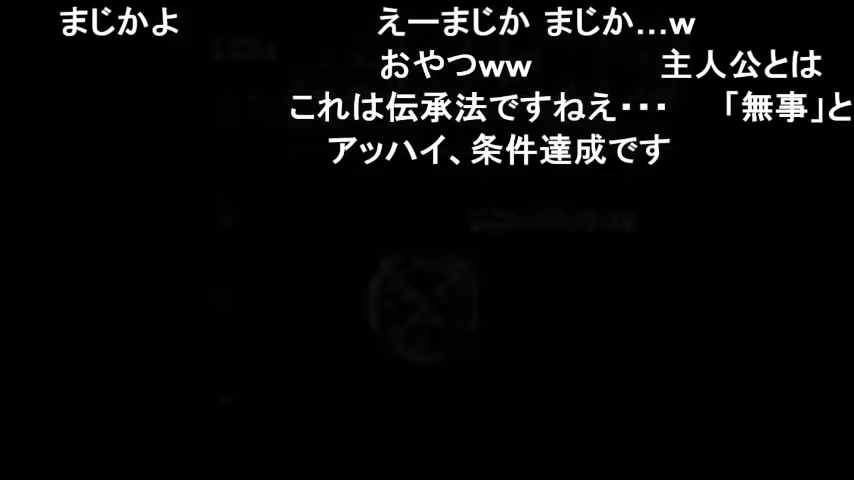 まじかよ えーまじか まじか…w
おやつww 主人公とは
これは伝承法ですねえ・・・ 「無事」と
アッハイ、条件達成です